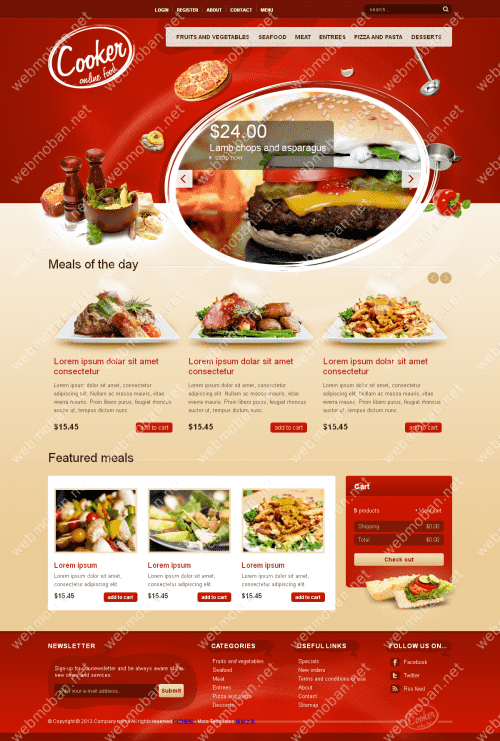 LOGIN REGISTER ABOUT CONTACT MENU
search...
FRUITS AND VEGETABLES SEAFOOD MEAT ENTREES PIZZA AND PASTA DESSERTS
Cooker
online food
$24.00
Lamb chops and asparagus
shop now
Meals of the day
Lorem ipsum dolor sit amet consectetur
Lorem ipsum dolor sit amet, consectetur
adipiscing elit. Nullam ac massa mauris, vitae
viverra mauris. Proin libero purus, feugiat rhoncus
auctor ut, tempus dictum nunc.
$15.45 add to cart
Lorem ipsum dolor sit amet consectetur
Lorem ipsum dolor sit amet, consectetur
adipiscing elit. Nullam ac massa mauris, vitae
viverra mauris. Proin libero purus, feugiat rhoncus
auctor ut, tempus dictum nunc.
$15.45 add to cart
Lorem ipsum dolor sit amet consectetur
Lorem ipsum dolor sit amet, consectetur
adipiscing elit. Nullam ac massa mauris, vitae
viverra mauris. Proin libero purus, feugiat rhoncus
auctor ut, tempus dictum nunc.
$15.45 add to cart
Featured meals
Lorem ipsum
Lorem ipsum dolor sit amet,
consectetur adipiscing elit.
$15.45 add to cart
Lorem ipsum
Lorem ipsum dolor sit amet,
consectetur adipiscing elit.
$15.45 add to cart
Lorem ipsum
Lorem ipsum dolor sit amet,
consectetur adipiscing elit.
$15.45 add to cart
Cart
5 products View cart
Shipping $0.00
Total $0.00
Check out
NEWSLETTER
Sign-up for our newsletter and be always aware of our
new offers and services:
enter your e-mail address.. Submit
CATEGORIES
Fruits and vegetables
Seafood
Meat
Entrees
Pizza and pasta
Desserts
USEFUL LINKS
Specials
New orders
Terms and conditions of use
About
Contact
Sitemap
FOLLOW US ON...
Facebook
Twitter
Rss feed
Copyright © 2013.Company name All rights reserved.
More Templates
Cooker
webmoban.net